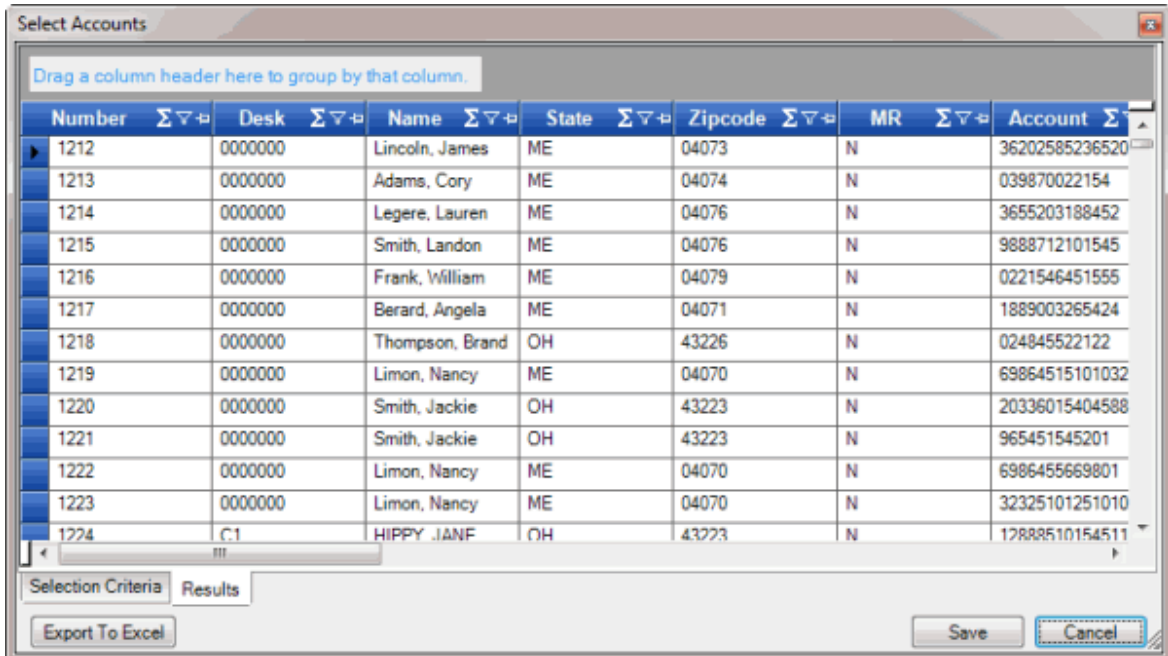 Select Accounts
Drag a column header here to group by that column.
Number Σ Desk Σ Name Σ State Σ Zipcode Σ MR Σ Account Σ
1212 0000000 Lincoln, James ME 04073 N 36202585236520
1213 0000000 Adams, Cory ME 04074 N 039870022154
1214 0000000 Legere, Lauren ME 04076 N 3655203188452
1215 0000000 Smith, Landon ME 04076 N 9888712101545
1216 0000000 Frank, William ME 04079 N 0221546451555
1217 0000000 Berard, Angela ME 04071 N 1889003265424
1218 0000000 Thompson, Brand OH 43226 N 024845522122
1219 0000000 Limon, Nancy ME 04070 N 69864515101032
1220 0000000 Smith, Jackie OH 43223 N 20336015404588
1221 0000000 Smith, Jackie OH 43223 N 965451545201
1222 0000000 Limon, Nancy ME 04070 N 6986455669801
1223 0000000 Limon, Nancy ME 04070 N 32325101251010
1224 C1 HIPPY, JANE OH 43223 N 12888510154511
Selection Criteria Results
Export To Excel Save Cancel